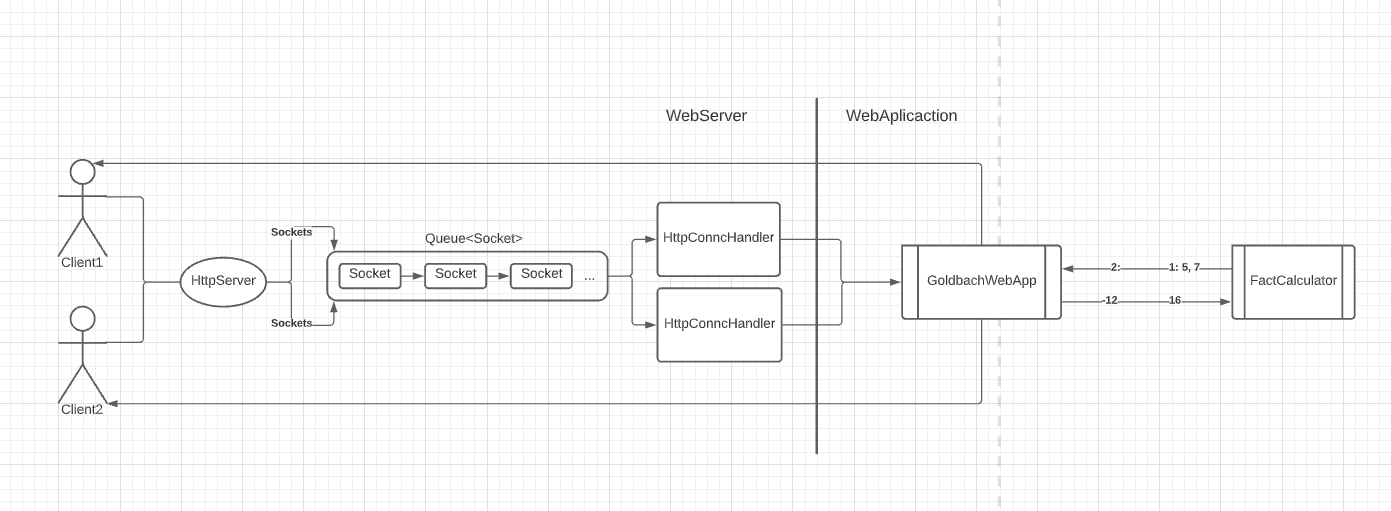 WebServer
WebAplicaction
Client1
Client2
HttpServer
Sockets
Sockets
Queue<Socket>
Socket
Socket
Socket
...
HttpConncHandler
HttpConncHandler
GoldbachWebApp
2:
1: 5, 7
-12
16
FactCalculator